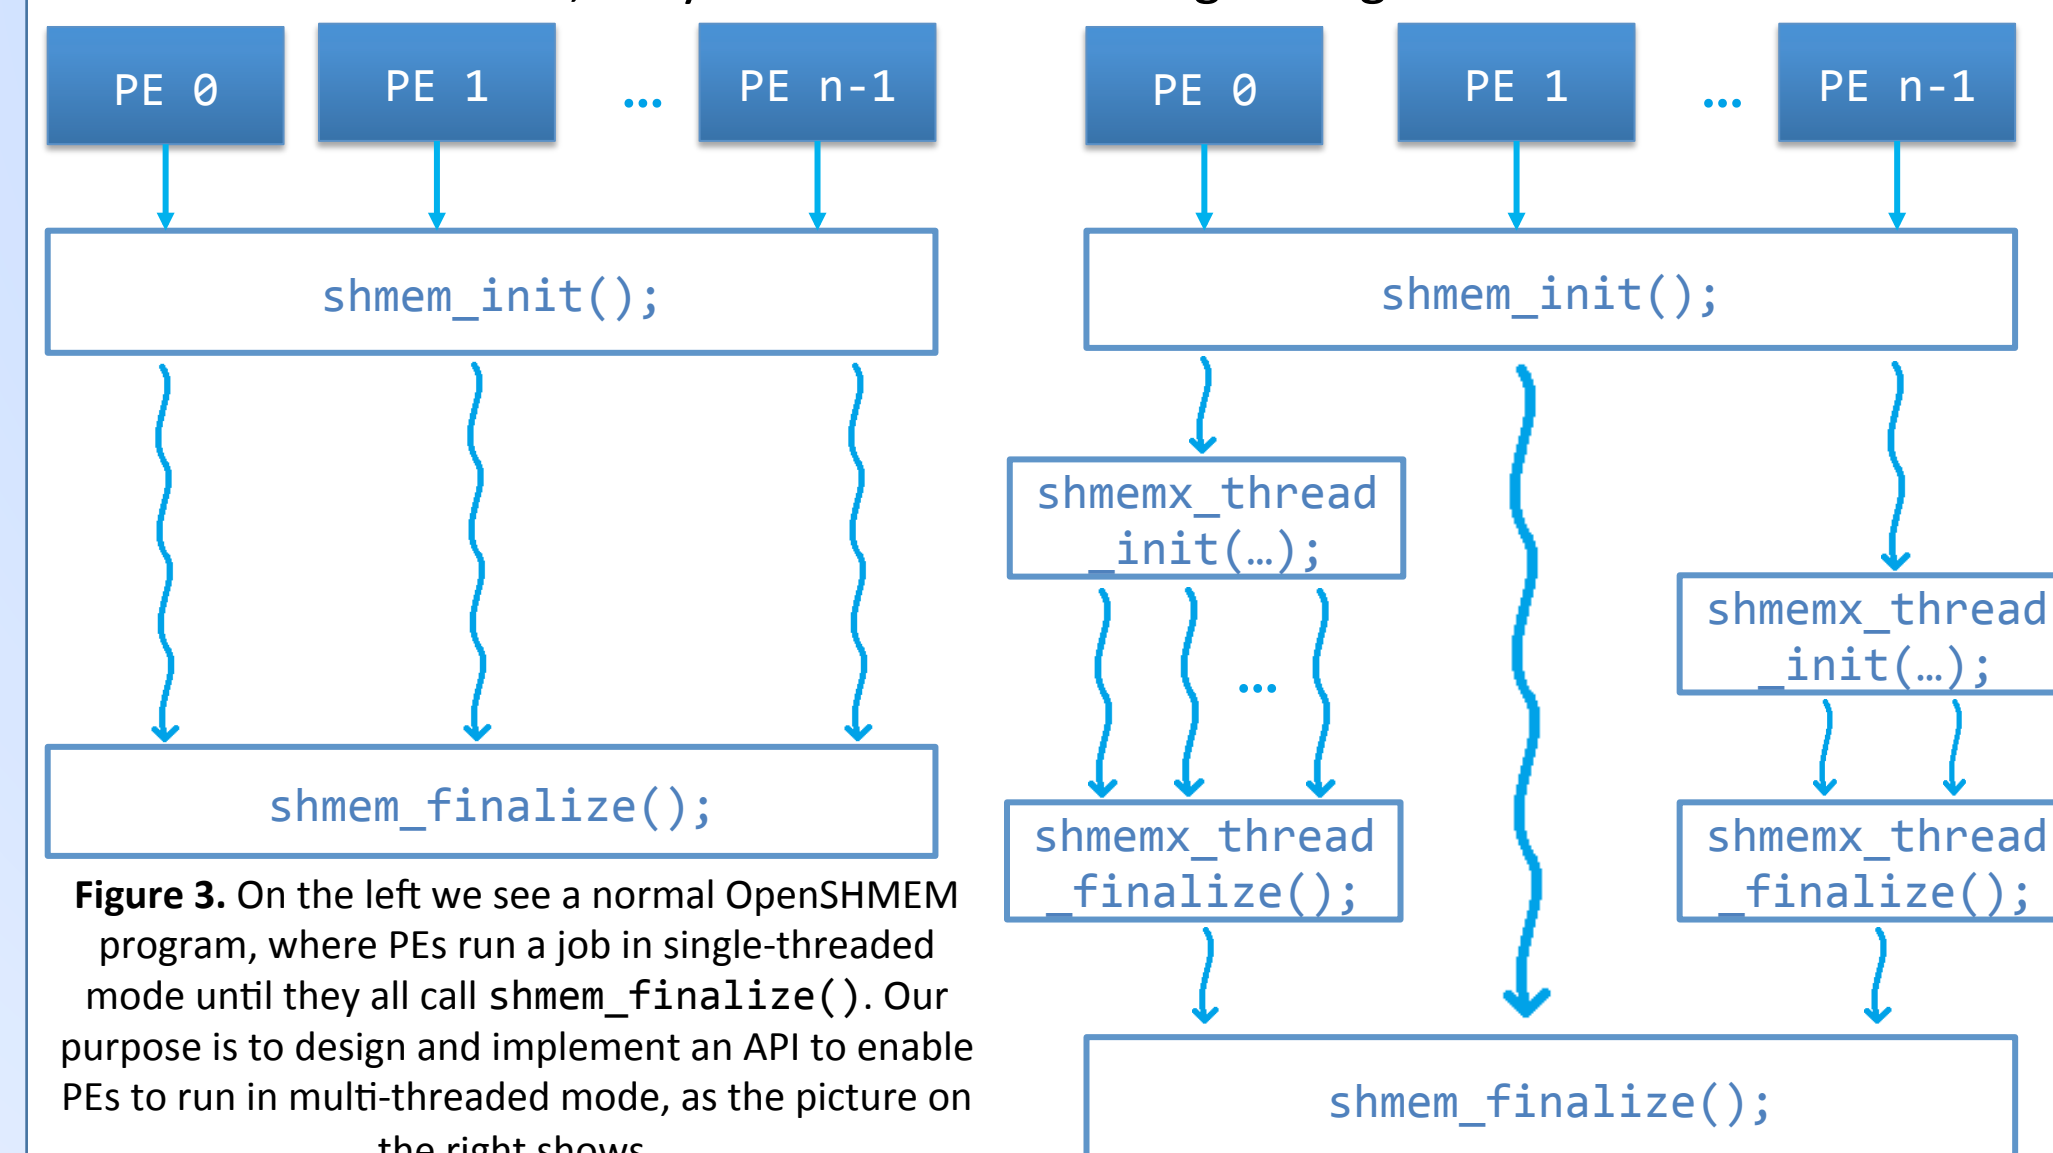 PE 0
PE 1
...
PE n-1
shmem_init();
shmem_finalize();
Figure 3. On the left we see a normal OpenSHMEM
program, where PEs run a job in single-threaded
mode until they all call shmem_finalize(). Our
purpose is to design and implement an API to enable
PEs to run in multi-threaded mode, as the picture on
the right shows
PE 0
PE 1
...
PE n-1
shmem_init();
shmemx_thread
_init(…);
shmemx_thread
_init(…);
...
shmemx_thread
_finalize();
shmemx_thread
_finalize();
shmem_finalize();